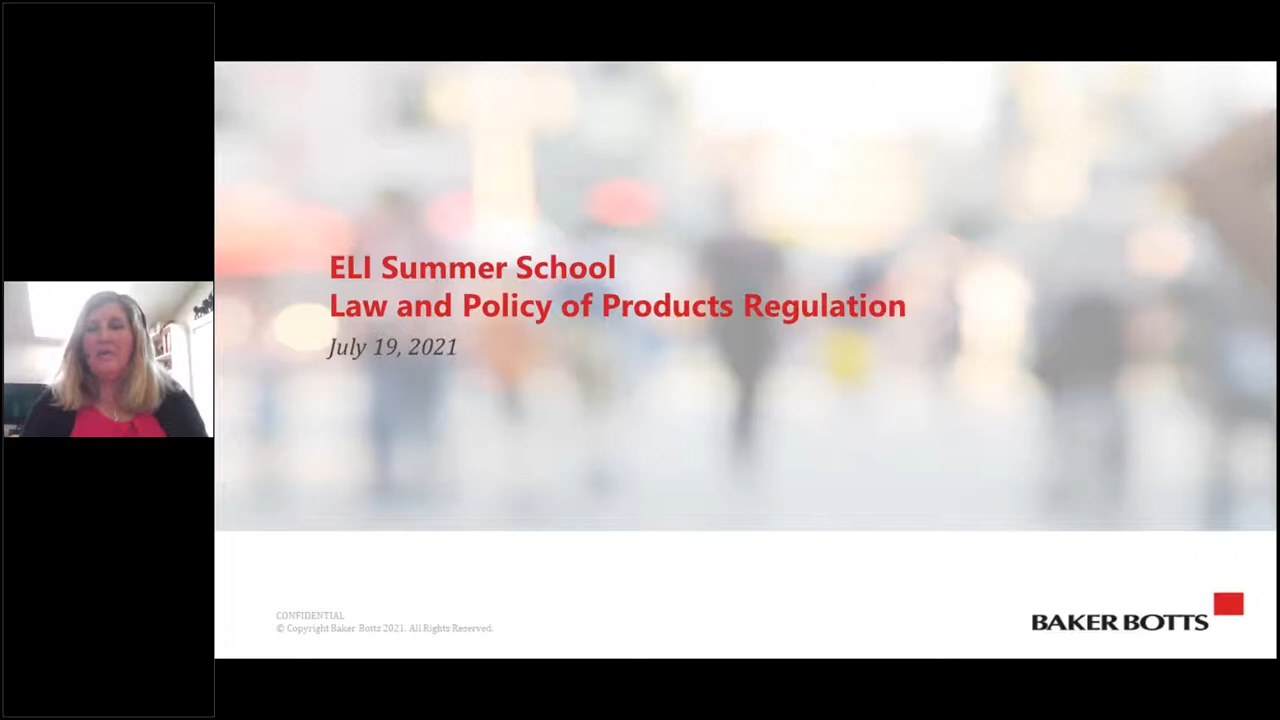 ELI Summer School
Law and Policy of Products Regulation
July 19, 2021
CONFIDENTIAL
© Copyright Baker Botts 2021. All Rights Reserved.
BAKER BOTTS